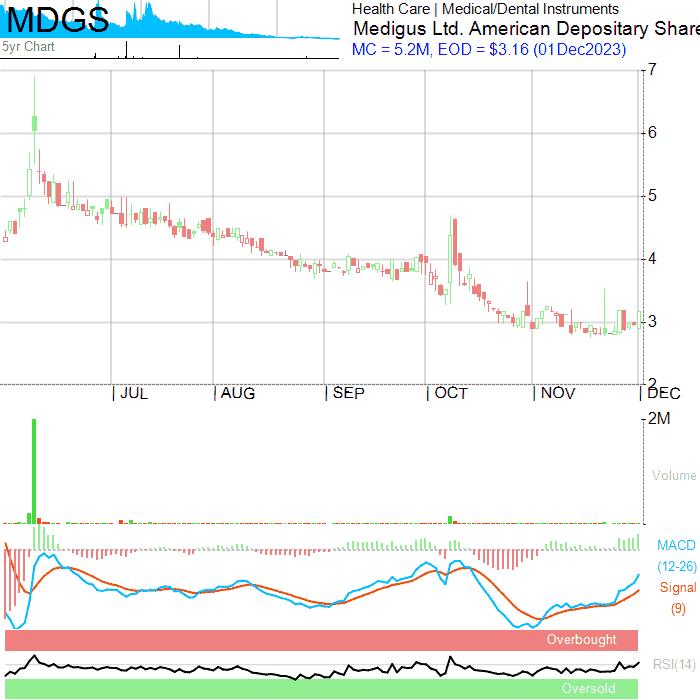 MDGS
5yr Chart
Health Care | Medical/Dental Instruments
Medigus Ltd. American Depositary Share
MC = 5.2M, EOD = $3.16 (01Dec2023)
7
6
5
4
3
2
| JUL | AUG | SEP | OCT | NOV | DEC
2M
Volume
MACD
(12-26)
Signal
(9)
Overbought
RSI(14)
Oversold